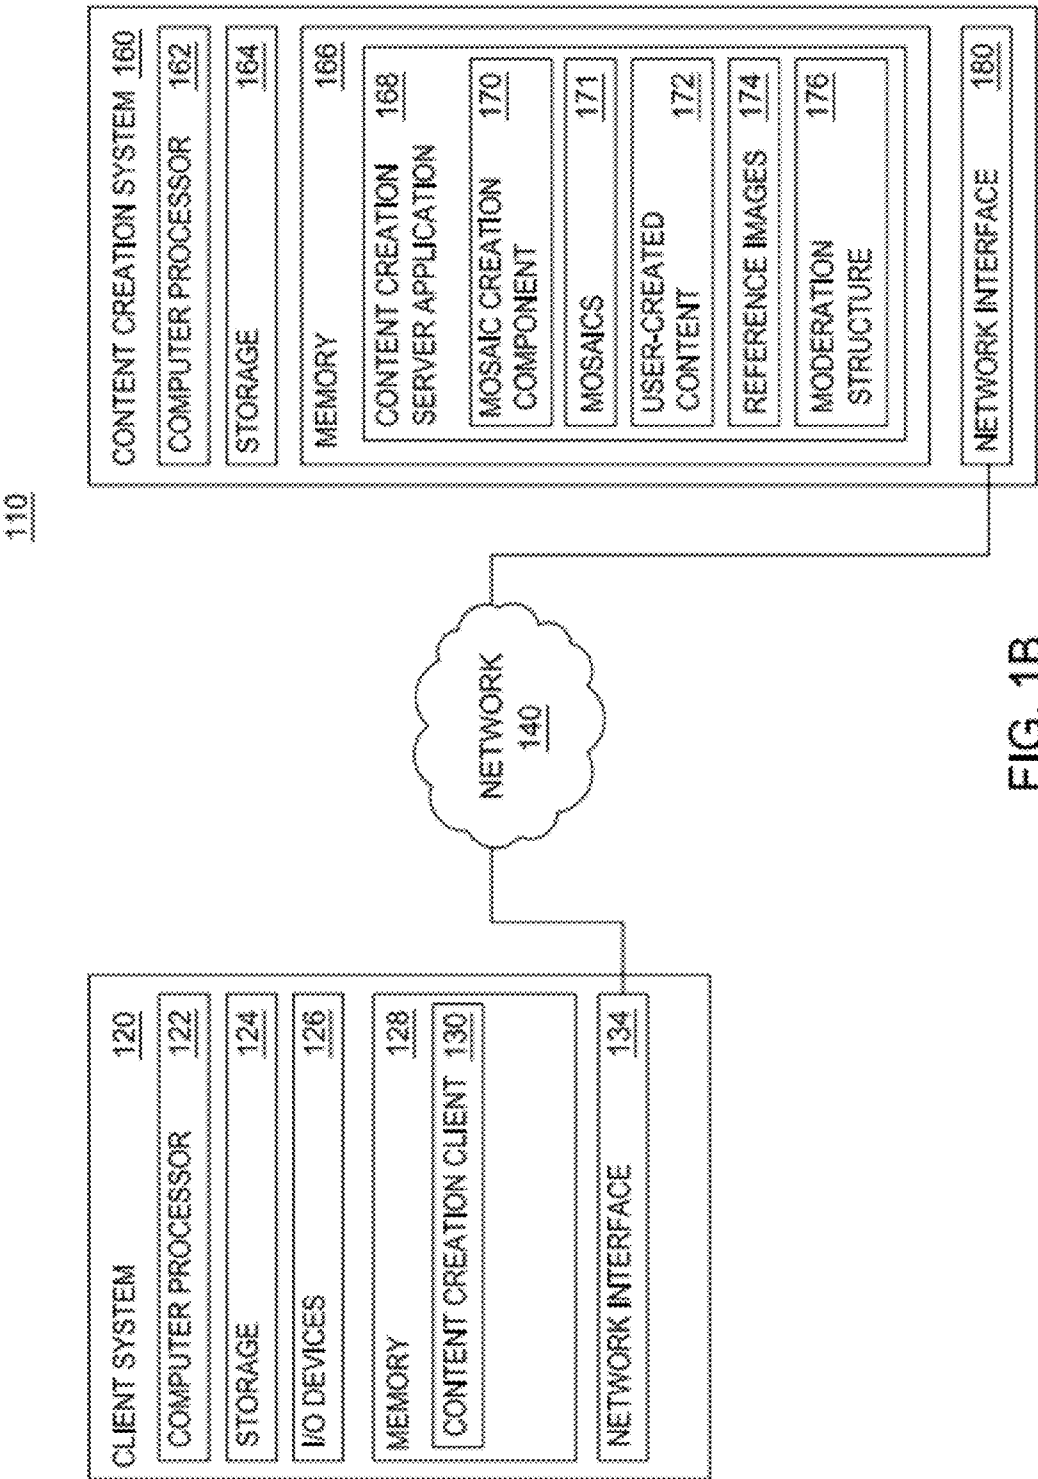 110
CLIENT SYSTEM 120
COMPUTER PROCESSOR 122
STORAGE 124
I/O DEVICES 126
MEMORY 128
CONTENT CREATION CLIENT 130
NETWORK INTERFACE 134
NETWORK
140
CONTENT CREATION SYSTEM 160
COMPUTER PROCESSOR 162
STORAGE 164
MEMORY 166
CONTENT CREATION 168
SERVER APPLICATION
MOSAIC CREATION 170
COMPONENT
MOSAICS 171
USER-CREATED
CONTENT 172
REFERENCE IMAGES 174
MODERATION 176
STRUCTURE
NETWORK INTERFACE 180
FIG. 1B